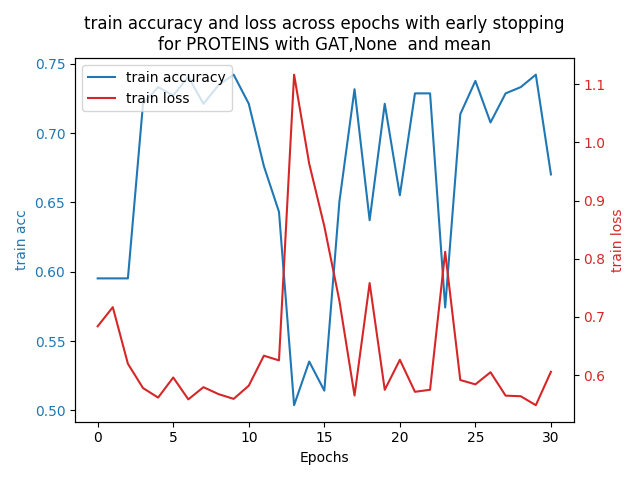 train accuracy and loss across epochs with early stopping
for PROTEINS with GAT,None  and mean
train accuracy
train loss
0.75
0.70
0.65
0.60
0.55
0.50
train acc
1.1
1.0
0.9
0.8
0.7
0.6
train loss
0 5 10 15 20 25 30
Epochs